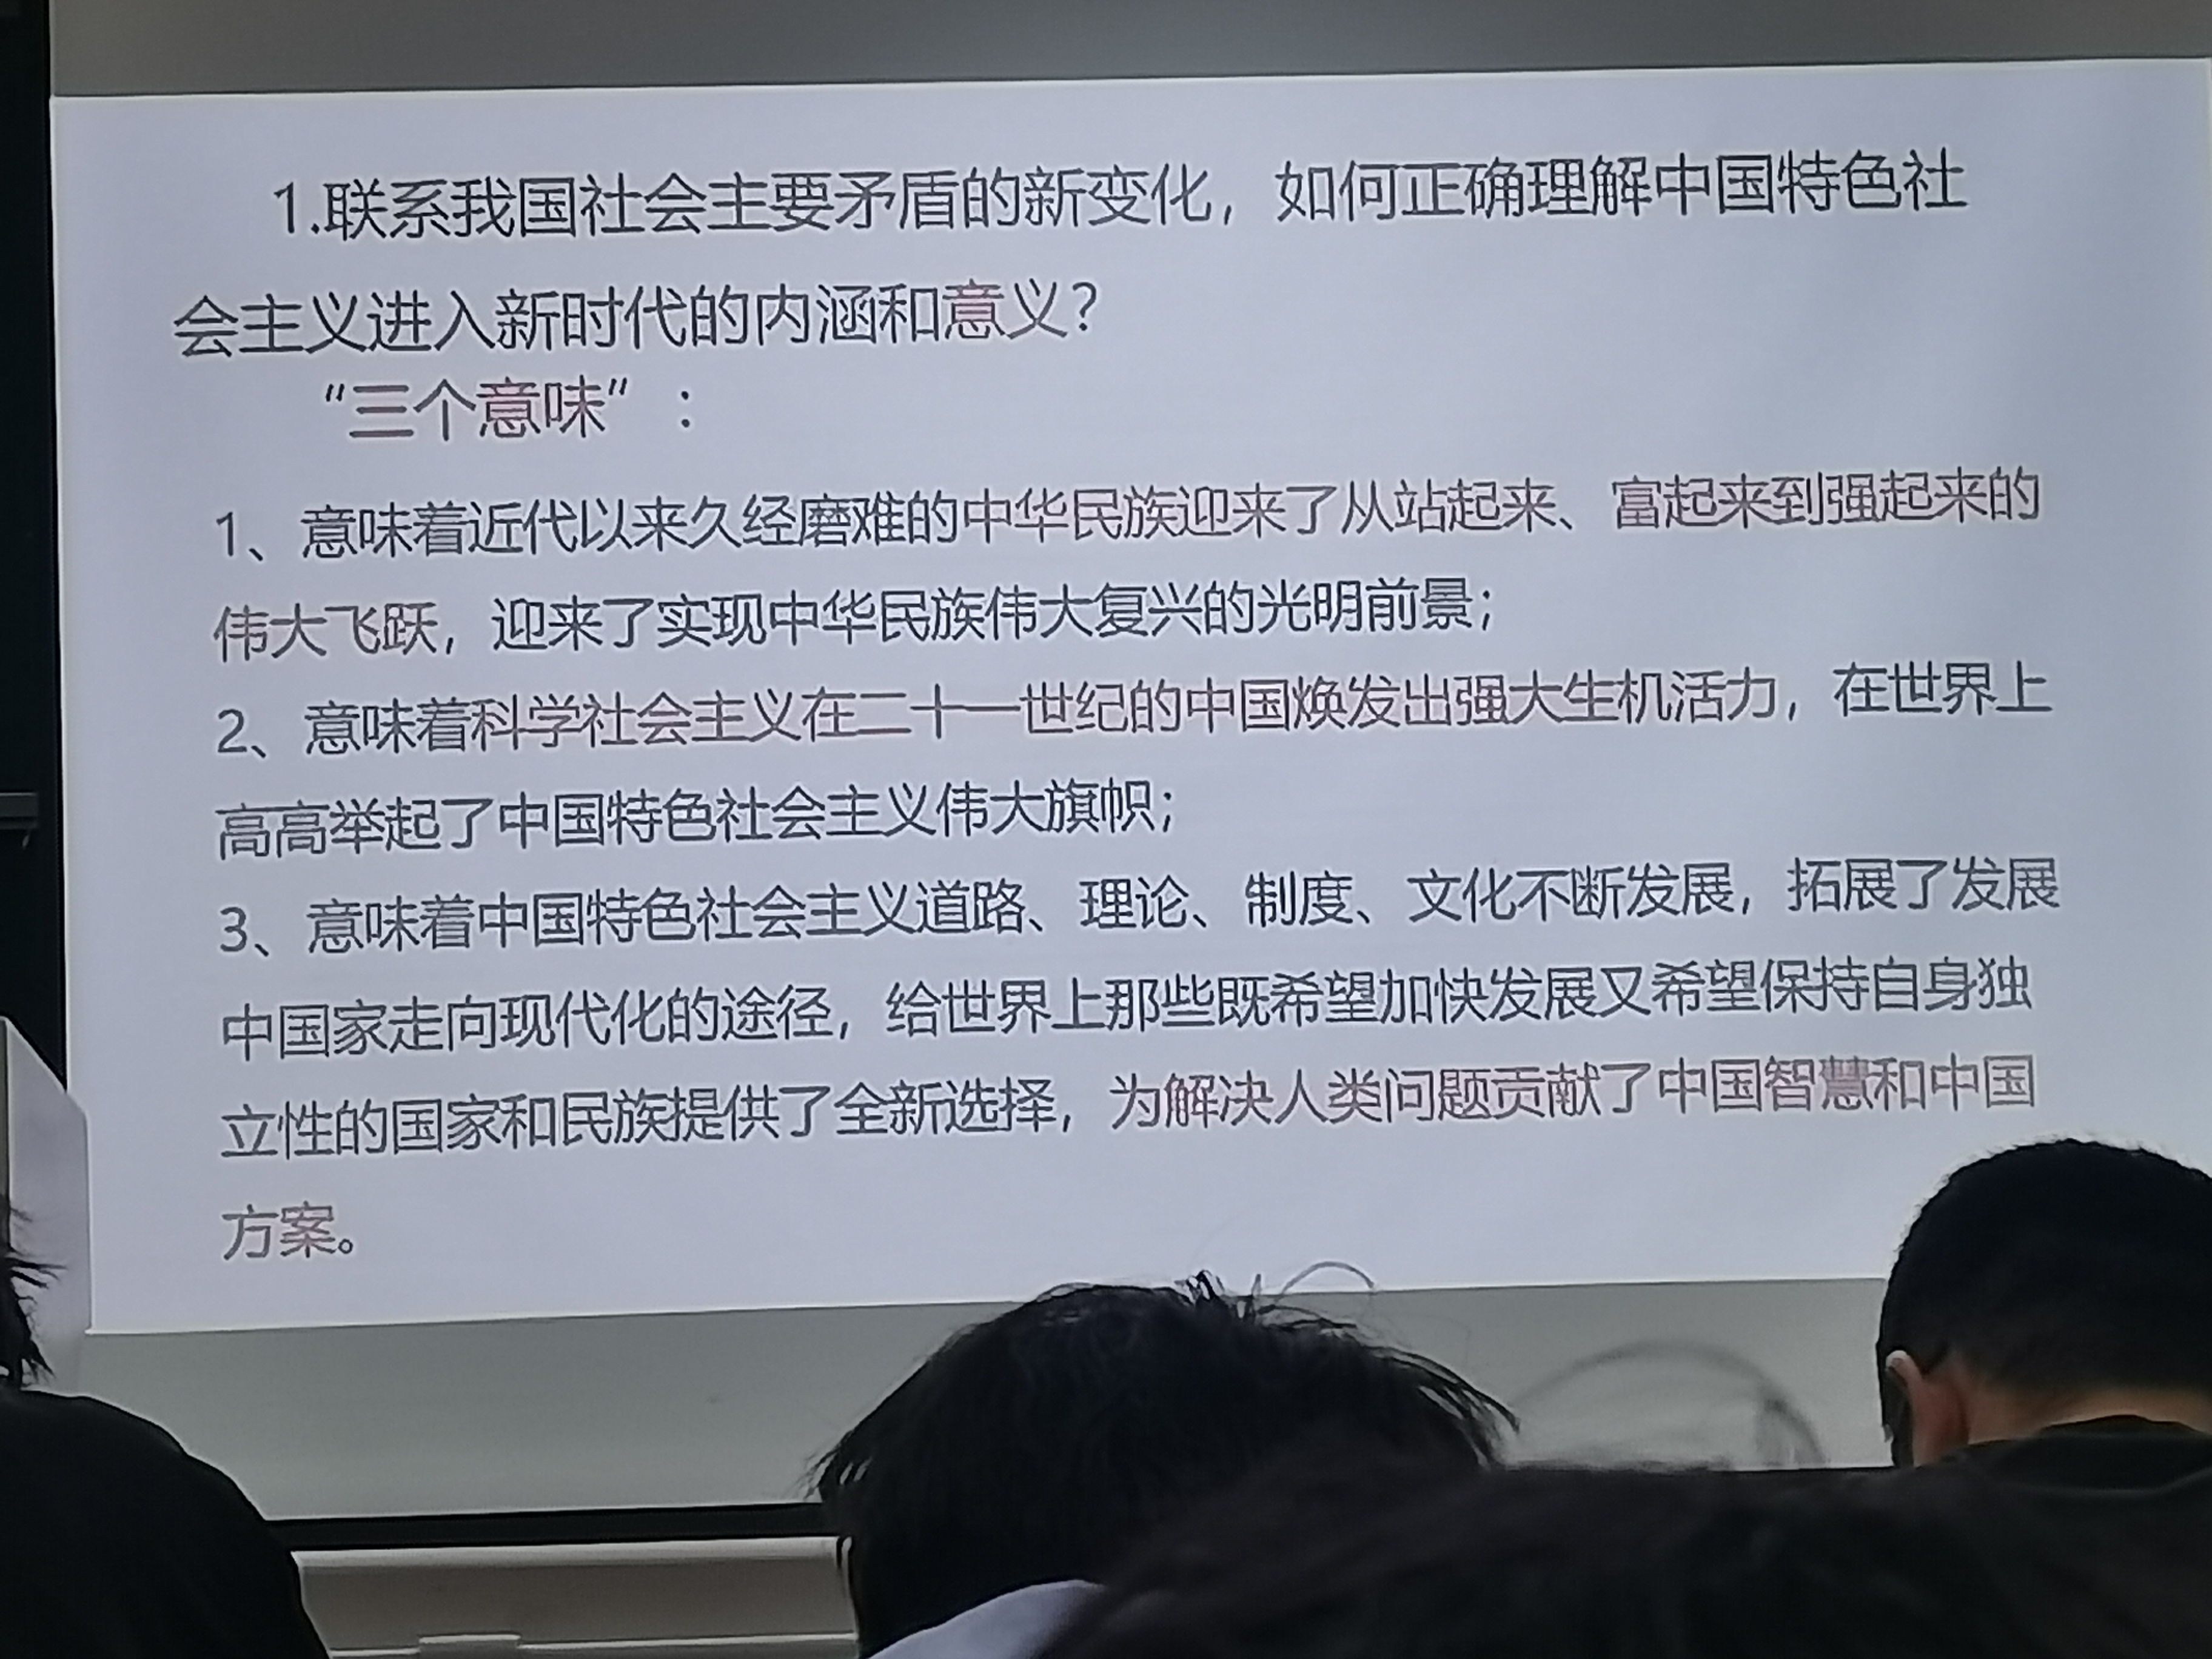 1.联系我国社会主要矛盾的新变化，如何正确理解中国特色社
会主义进入新时代的内涵和意义？
“三个意味”：
1、意味着近代以来久经磨难的中华民族迎来了从站起来、富起来到强起来的
伟大飞跃，迎来了实现中华民族伟大复兴的光明前景；
2、意味着科学社会主义在二十一世纪的中国焕发出强大生机活力，在世界上
高高举起了中国特色社会主义伟大旗帜；
3、意味着中国特色社会主义道路、理论、制度、文化不断发展，拓展了发展
中国家走向现代化的途径，给世界上那些既希望加快发展又希望保持自身独
立性的国家和民族提供了全新选择，为解决人类问题贡献了中国智慧和中国
方案。